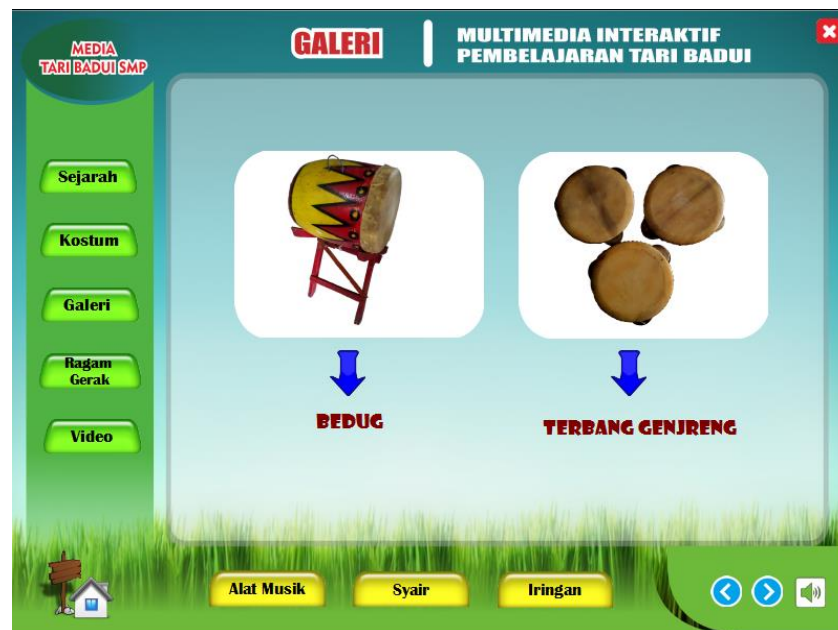 MEDIA
TARI BADUI SMP
GALERI
MULTIMEDIA INTERAKTIF
PEMBELAJARAN TARI BADUI
Sejarah
Kostum
Galeri
Ragam
Gerak
Video
BEDUG
TERBANG GENJRENG
Alat Musik
Syair
Iringan